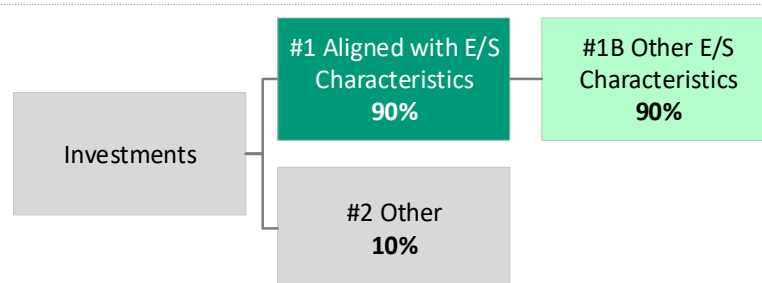 #1 Aligned with E/S
Characteristics
90%
#1B Other E/S
Characteristics
90%
Investments
#2 Other
10%